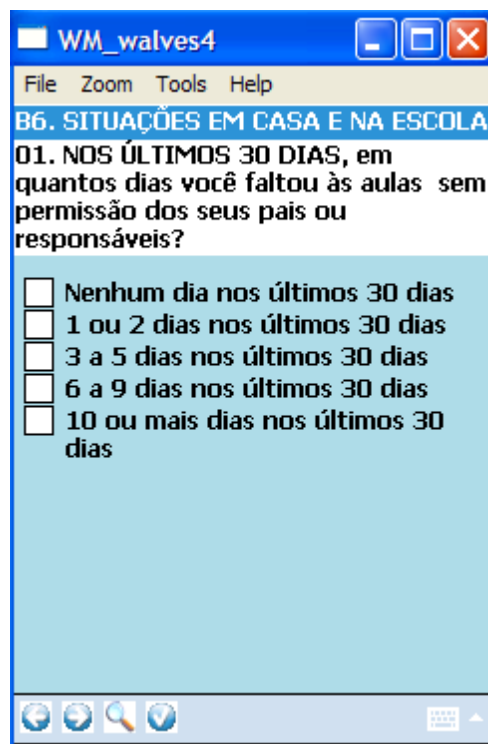 WM_walves4
File Zoom Tools Help
B6. SITUAÇÕES EM CASA E NA ESCOLA
01. NOS ÚLTIMOS 30 DIAS, em
quantos dias você faltou às aulas  sem
permissão dos seus pais ou
responsáveis?
Nenhum dia nos últimos 30 dias
1 ou 2 dias nos últimos 30 dias
3 a 5 dias nos últimos 30 dias
6 a 9 dias nos últimos 30 dias
10 ou mais dias nos últimos 30
dias